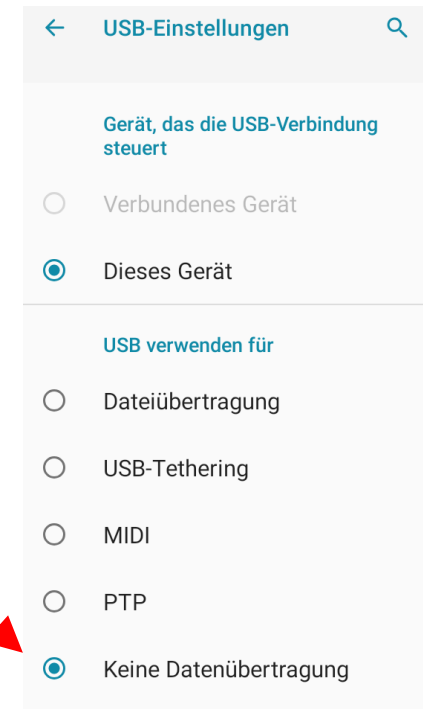 USB-Einstellungen
Gerät, das die USB-Verbindung
steuert
Verbundenes Gerät
Dieses Gerät
USB verwenden für
Dateiübertragung
USB-Tethering
MIDI
PTP
Keine Datenübertragung